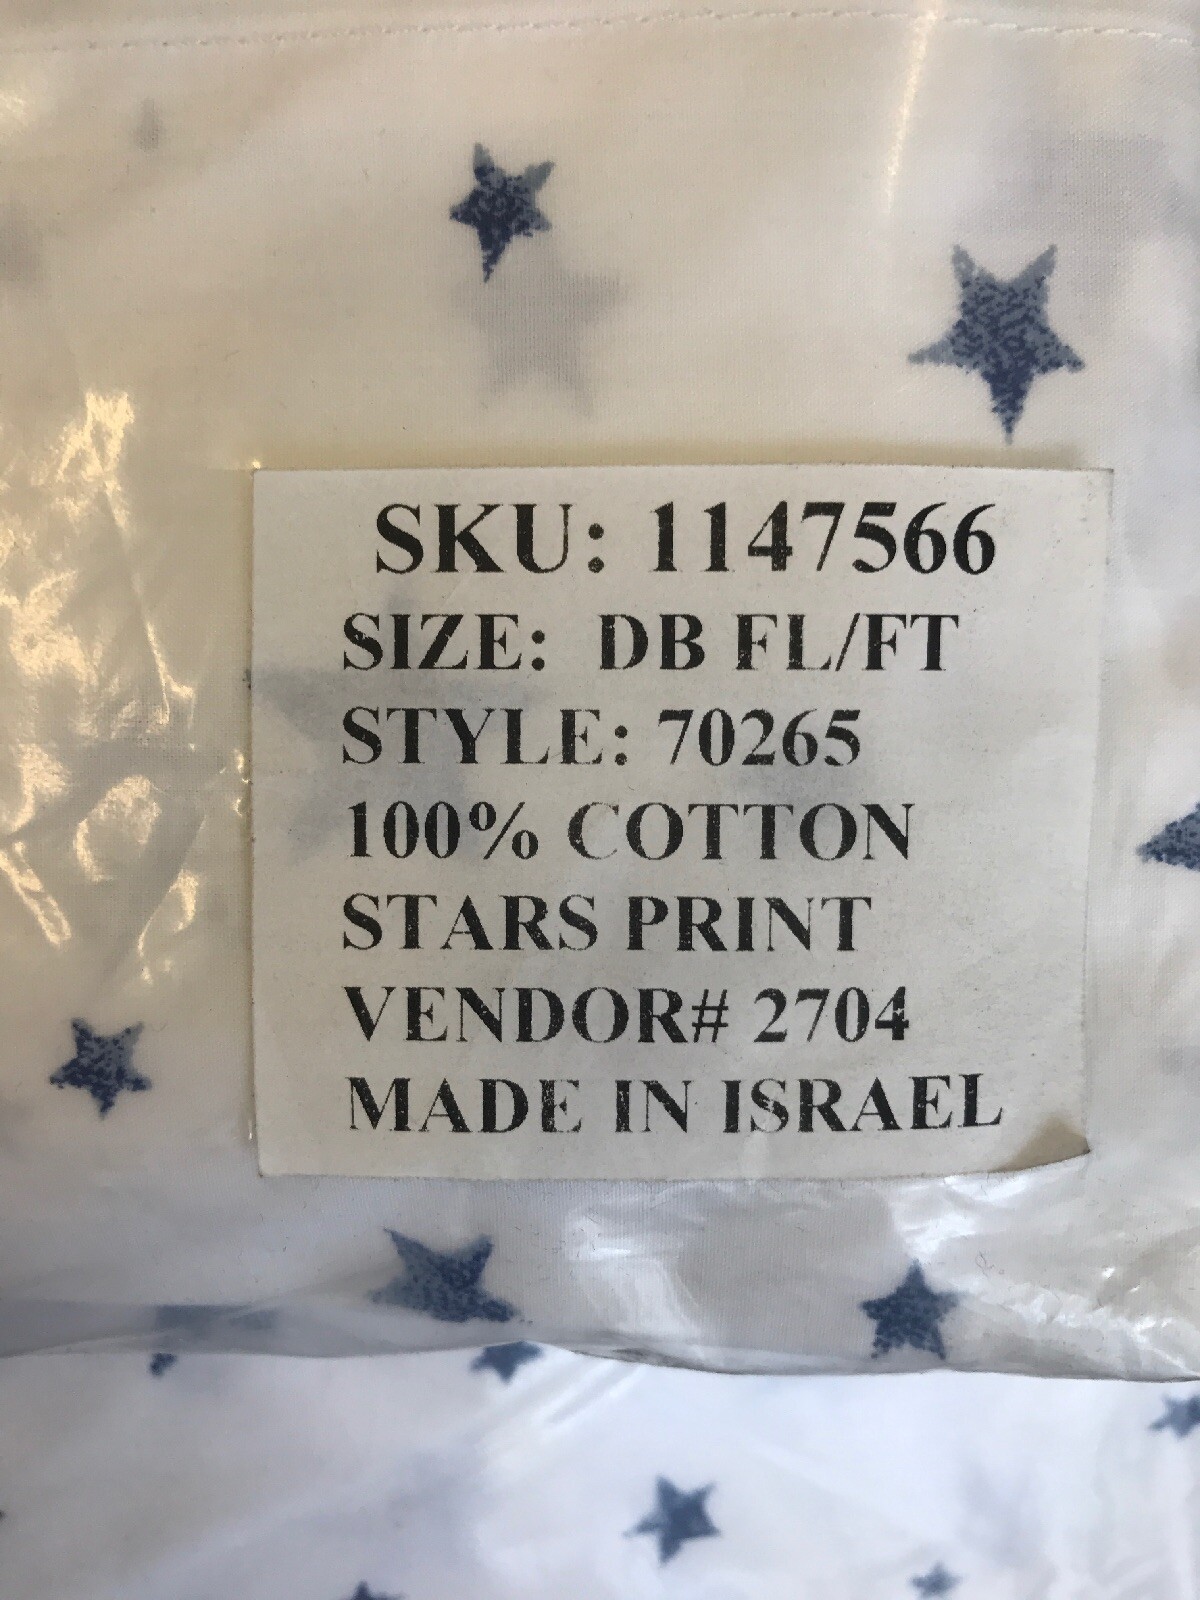 SKU: 1147566
SIZE: DB FL/FT
STYLE: 70265
100% COTTON
STARS PRINT
VENDOR# 2704
MADE IN ISRAEL